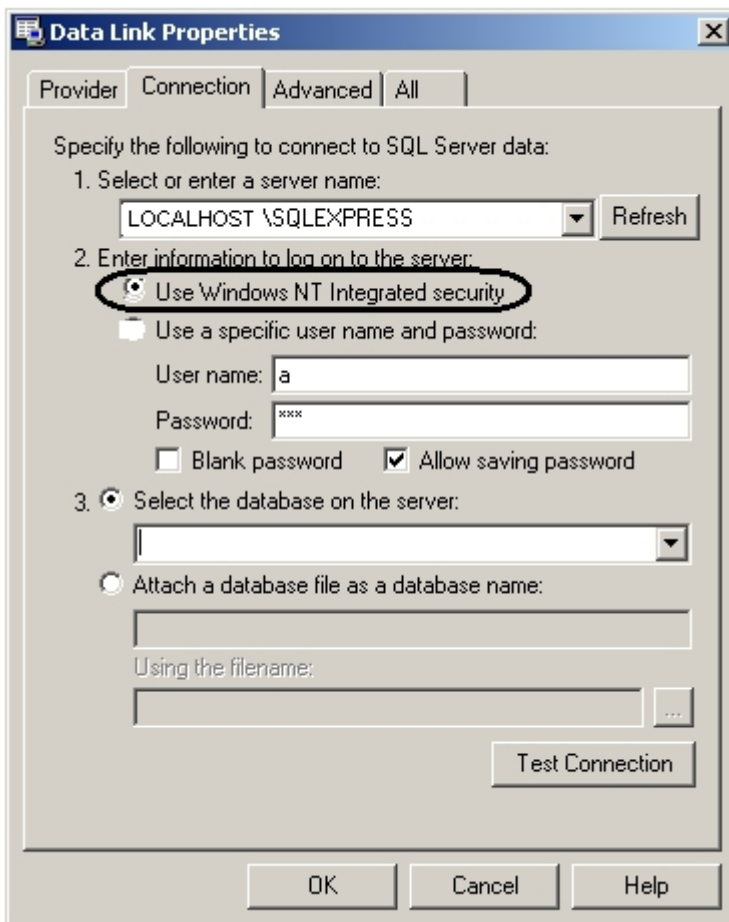 Data Link Properties
Provider Connection Advanced All
Specify the following to connect to SQL Server data:
1. Select or enter a server name:
LOCALHOST \SQLEXPRESS Refresh
2. Enter information to log on to the server:
Use Windows NT Integrated security
Use a specific user name and password:
User name: a
Password: ***
Blank password Allow saving password
3. Select the database on the server:
Attach a database file as a database name:
Using the filename:
...
Test Connection
OK Cancel Help